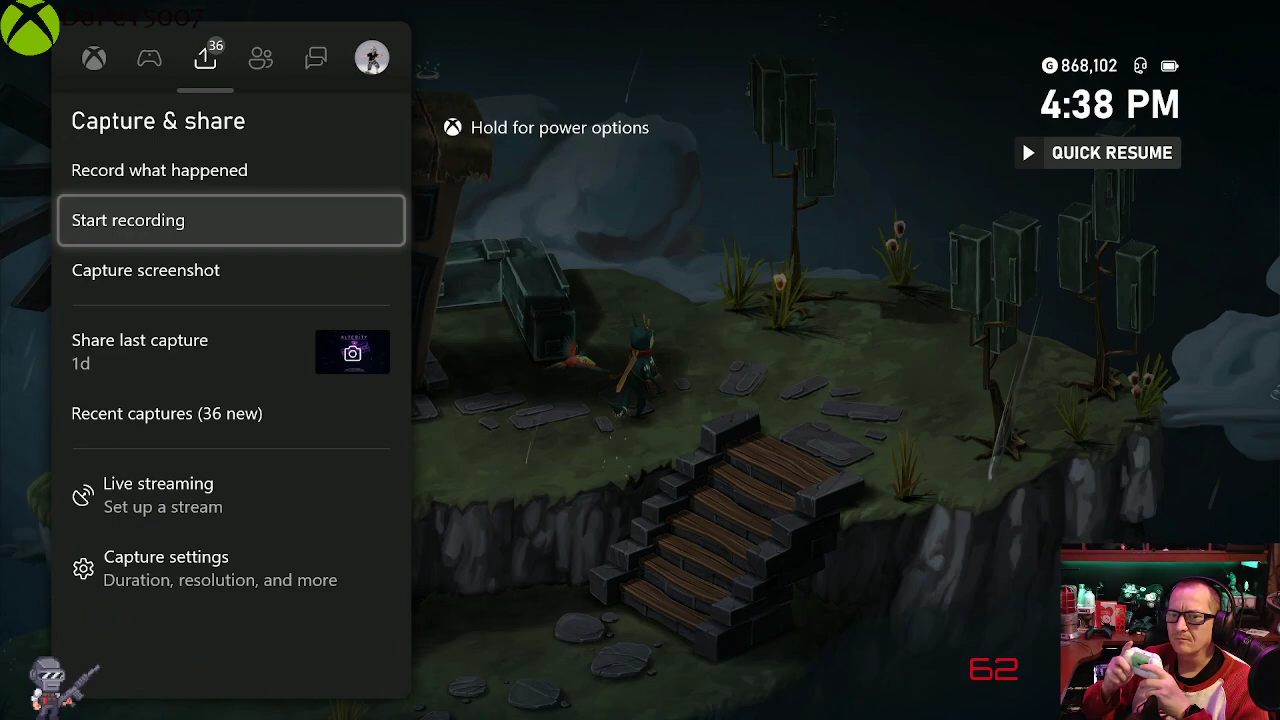 36
Capture & share
Record what happened
Start recording
Capture screenshot
Share last capture
1d
ALTERITY
Recent captures (36 new)
Live streaming
Set up a stream
Capture settings
Duration, resolution, and more
Hold for power options
G 868,102
4:38 PM
QUICK RESUME
62